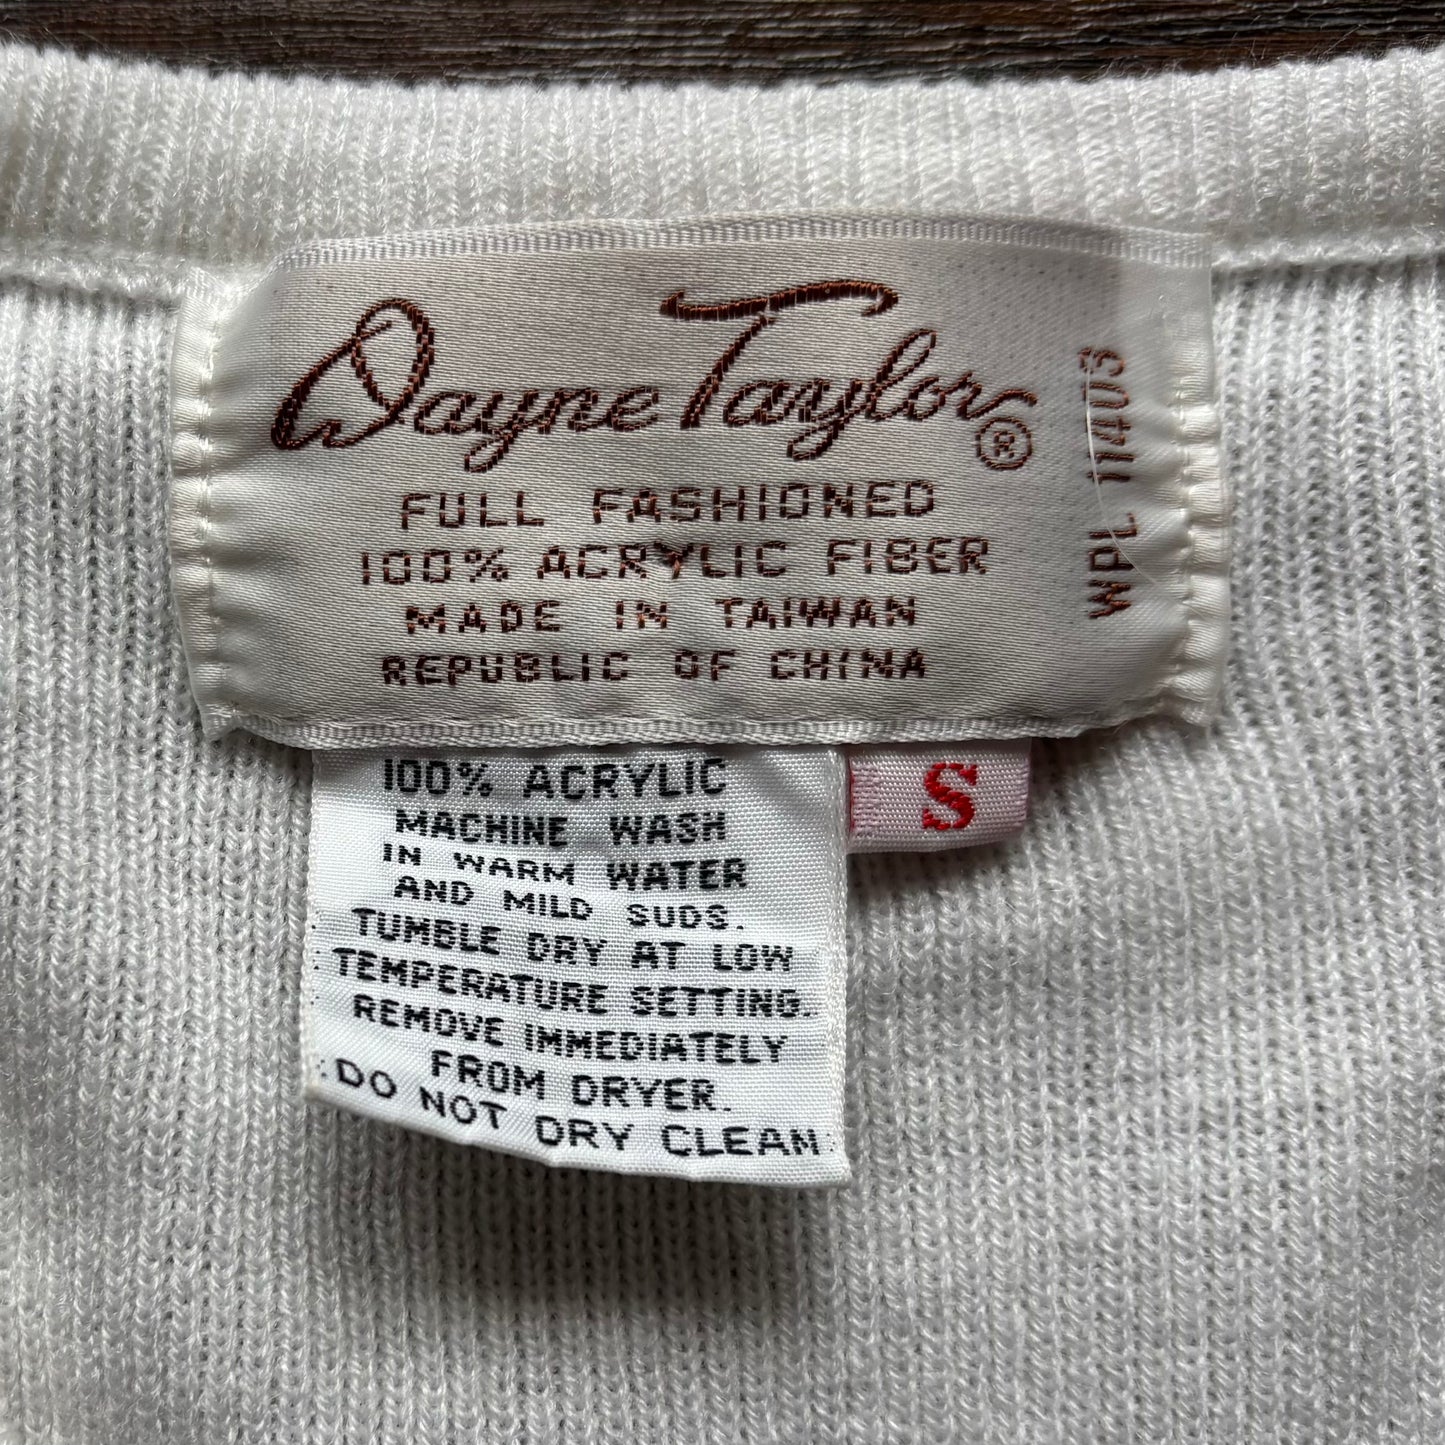 Dayne Taylor ®
FULL FASHIONED
100% ACRYLIC FIBER
MADE IN TAIWAN
REPUBLIC OF CHINA
WPL 11403
100% ACRYLIC
MACHINE WASH
IN WARM WATER
AND MILD SUDS.
TUMBLE DRY AT LOW
TEMPERATURE SETTING.
REMOVE IMMEDIATELY
FROM DRYER.
DO NOT DRY CLEAN
S